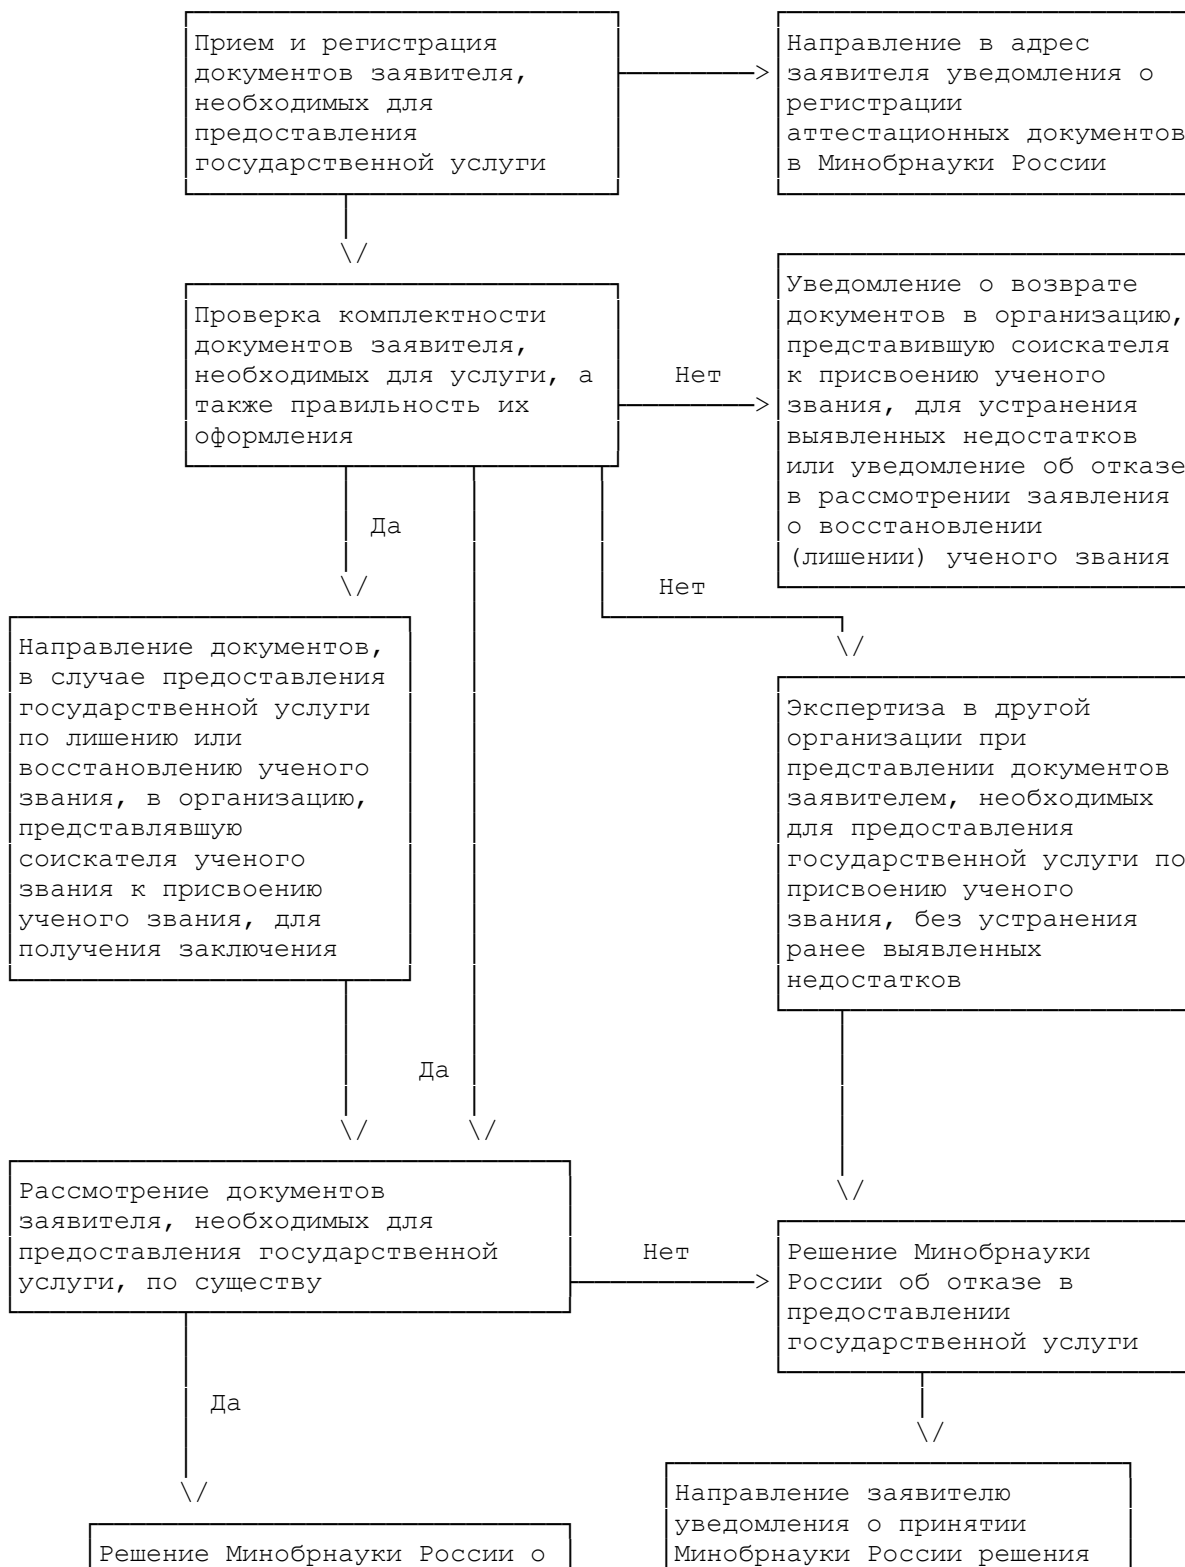 Прием и регистрация
документов заявителя,
необходимых для
предоставления
государственной услуги
Направление в адрес
заявителя уведомления о
регистрации
аттестационных документов
в Минобрнауки России
Проверка комплектности
документов заявителя,
необходимых для услуги, а
также правильность их
оформления
Нет
Уведомление о возврате
документов в организацию,
представившую соискателя
к присвоению ученого
звания, для устранения
выявленных недостатков
или уведомление об отказе
в рассмотрении заявления
о восстановлении
(лишении) ученого звания
Да
Нет
Направление документов,
в случае предоставления
государственной услуги
по лишению или
восстановлению ученого
звания, в организацию,
представлявшую
соискателя ученого
звания к присвоению
ученого звания, для
получения заключения
Экспертиза в другой
организации при
представлении документов
заявителем, необходимых
для предоставления
государственной услуги по
присвоению ученого
звания, без устранения
ранее выявленных
недостатков
Да
Рассмотрение документов
заявителя, необходимых для
предоставления государственной
услуги, по существу
Нет
Решение Минобрнауки
России об отказе в
предоставлении
государственной услуги
Да
Направление заявителю
уведомления о принятии
Минобрнауки России решения
Решение Минобрнауки России о